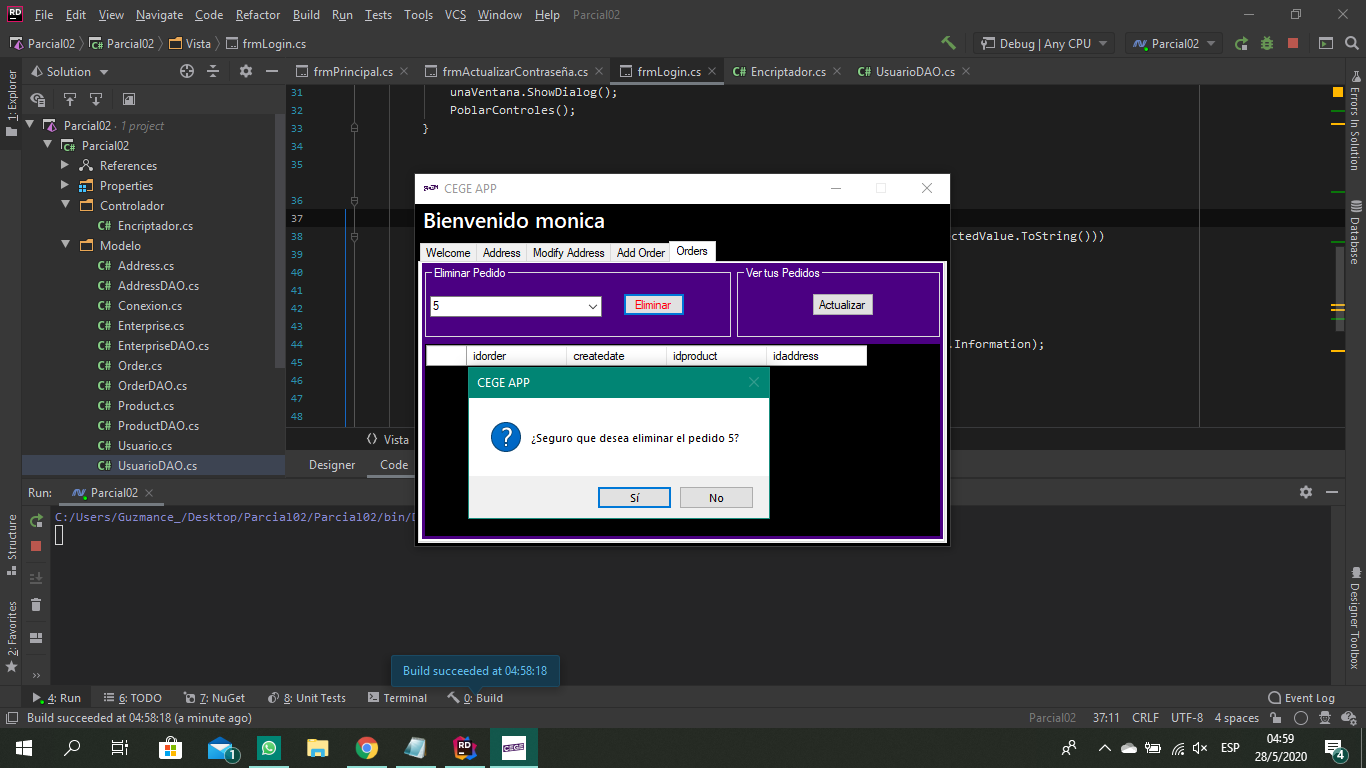 File Edit View Navigate Code Refactor Build Run Tests Tools VCS Window Help Parcial02
Parcial02 Parcial02 Vista frmLogin.cs
Debug | Any CPU Parcial02
Solution
frmPrincipal.cs frmActualizarContraseña.cs frmLogin.cs Encriptador.cs UsuarioDAO.cs
1: Explorer
Parcial02 · 1 project
Parcial02
References
Properties
Controlador
Encriptador.cs
Modelo
Address.cs
AddressDAO.cs
Conexion.cs
Enterprise.cs
EnterpriseDAO.cs
Order.cs
OrderDAO.cs
Product.cs
ProductDAO.cs
Usuario.cs
UsuarioDAO.cs
31 unaVentana.ShowDialog();
32 PoblarControles();
33 }
34
35
36
37
38 ctedValue.ToString()))
39
40
41
42
43
44 .Information);
45
46
47
48
Vista
Designer Code
Errors In Solution
Database
Designer Toolbox
CEGE APP
Bienvenido monica
Welcome Address Modify Address Add Order Orders
Eliminar Pedido
5 Eliminar
Ver tus Pedidos
Actualizar
idorder createdate idproduct idaddress
CEGE APP
?
¿Seguro que desea eliminar el pedido 5?
Sí No
Run: Parcial02
C:/Users/Guzmance_/Desktop/Parcial02/Parcial02/bin/
Structure
2: Favorites
Build succeeded at 04:58:18
4: Run 6: TODO 7: NuGet 8: Unit Tests Terminal 0: Build Event Log
Build succeeded at 04:58:18 (a minute ago) Parcial02 37:11 CRLF UTF-8 4 spaces
1 RD CEGE ESP 04:59
28/5/2020
4